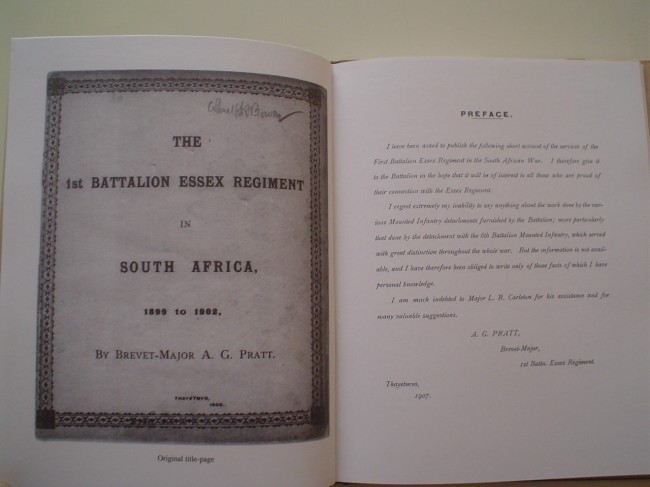 THE
1st BATTALION ESSEX REGIMENT
IN
SOUTH AFRICA,
1899 to 1902.
BY BREVET-MAJOR A. G. PRATT.
THAYETMYO,
Original title-page
PREFACE.
I have been asked to publish the following short account of the services of the
First Battalion Essex Regiment in the South African War. I therefore give it
to the Battalion in the hope that it will be of interest to all those who are proud of
their connection with the Essex Regiment.
I regret extremely my inability to say anything about the work done by the var-
ious Mounted Infantry detachments furnished by the Battalion; more particularly
that done by the detachment with the 6th Battalion Mounted Infantry, which served
with great distinction throughout the whole war. But the information is not avail-
able, and I have therefore been obliged to write only of those facts of which I have
personal knowledge.
I am much indebted to Major L. R. Carleton for his assistance and for
many valuable suggestions.
A. G. PRATT,
Brevet-Major,
1st Battn. Essex Regiment.
Thayetmyo,
1907.